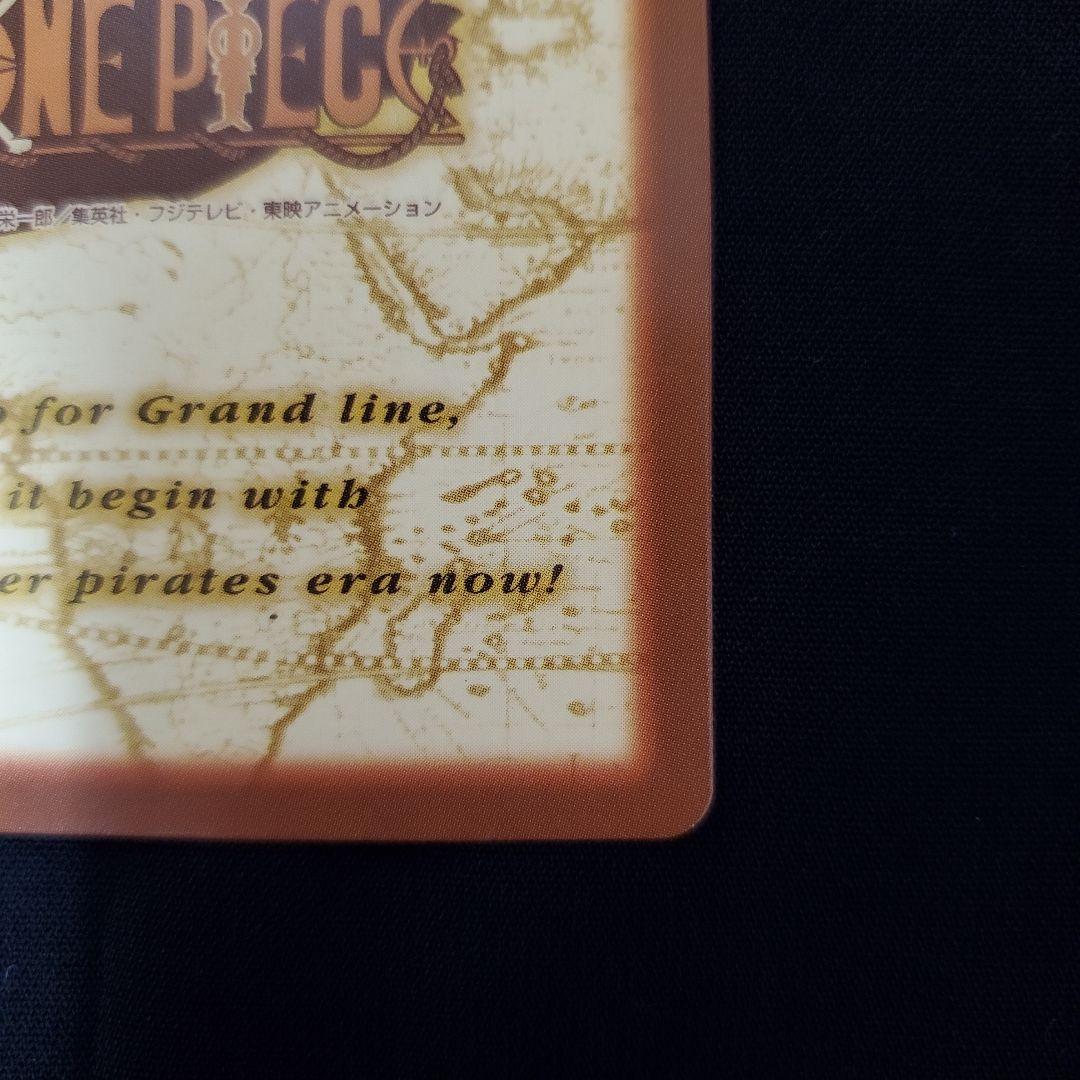 ONE PIECE
栄一郎／集英社・フジテレビ・東映アニメーション
for Grand line,
it begin with
er pirates era now!